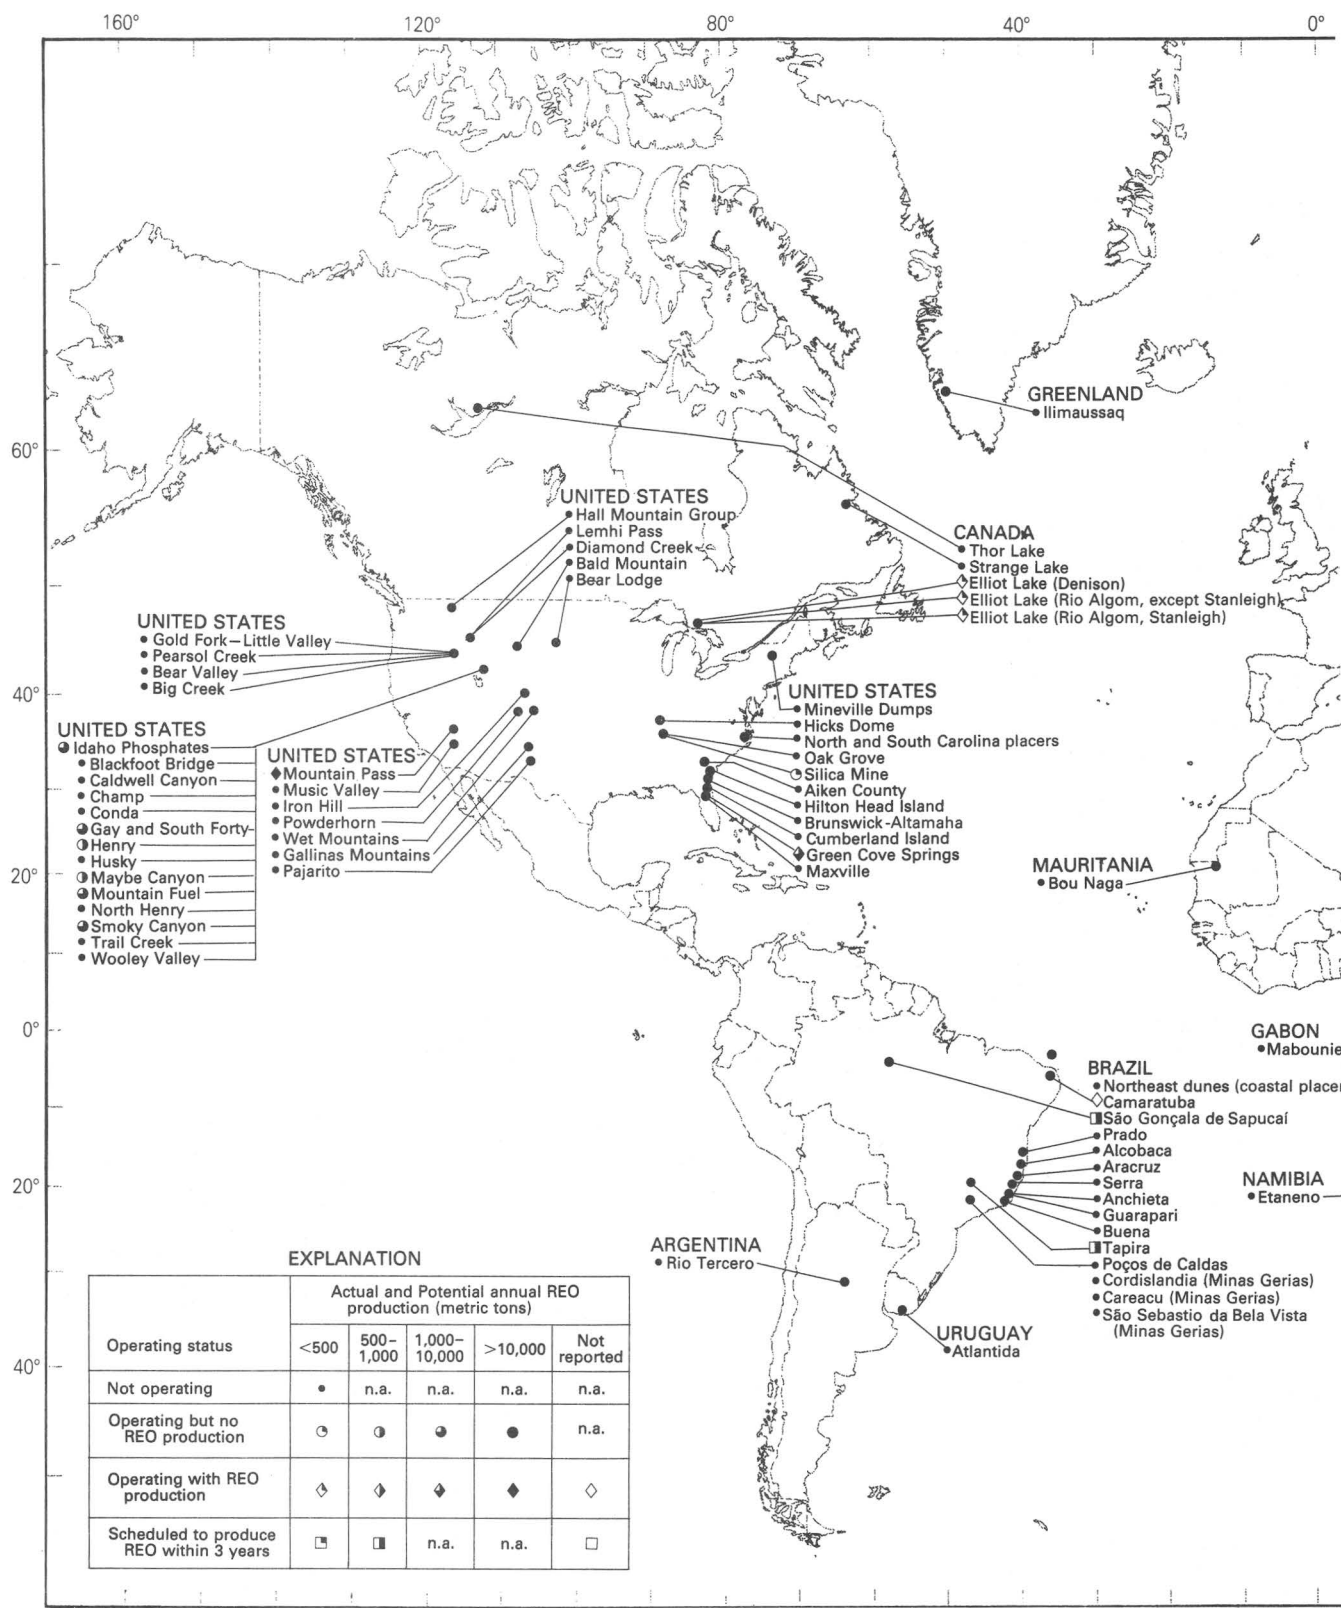 160°
120°
80°
40°
0°
GREENLAND
Ilimaussaq
60°
UNITED STATES
Hall Mountain Group
Lemhi Pass
Diamond Creek
Bald Mountain
Bear Lodge
CANADA
Thor Lake
Strange Lake
Elliot Lake (Denison)
Elliot Lake (Rio Algom, except Stanleigh)
Elliot Lake (Rio Algom, Stanleigh)
UNITED STATES
Gold Fork—Little Valley
Pearsol Creek
Bear Valley
Big Creek
40°
UNITED STATES
Mineville Dumps
Hicks Dome
North and South Carolina placers
Oak Grove
Silica Mine
Aiken County
Hilton Head Island
Brunswick-Altamaha
Cumberland Island
Green Cove Springs
Maxville
UNITED STATES
Idaho Phosphates
Blackfoot Bridge
Caldwell Canyon
Champ
Conda
Gay and South Forty
Henry
Husky
Maybe Canyon
Mountain Fuel
North Henry
Smoky Canyon
Trail Creek
Wooley Valley
UNITED STATES
Mountain Pass
Music Valley
Iron Hill
Powderhorn
Wet Mountains
Gallinas Mountains
Pajarito
20°
MAURITANIA
Bou Naga
0°
GABON
Mabounie
BRAZIL
Northeast dunes (coastal placer
Camaratuba
São Gonçala de Sapucaí
Prado
Alcobaca
Aracruz
Serra
Anchieta
Guarapari
Buena
Tapira
Poços de Caldas
Cordislandia (Minas Gerias)
Careacu (Minas Gerias)
São Sebastio da Bela Vista
(Minas Gerias)
20°
NAMIBIA
Etaneno
ARGENTINA
Rio Tercero
URUGUAY
Atlantida
40°
EXPLANATION
Actual and Potential annual REO
production (metric tons)
Operating status
<500
500–
1,000
1,000–
10,000
>10,000
Not
reported
Not operating
n.a.
n.a.
n.a.
n.a.
Operating but no
REO production
n.a.
Operating with REO
production
Scheduled to produce
REO within 3 years
n.a.
n.a.